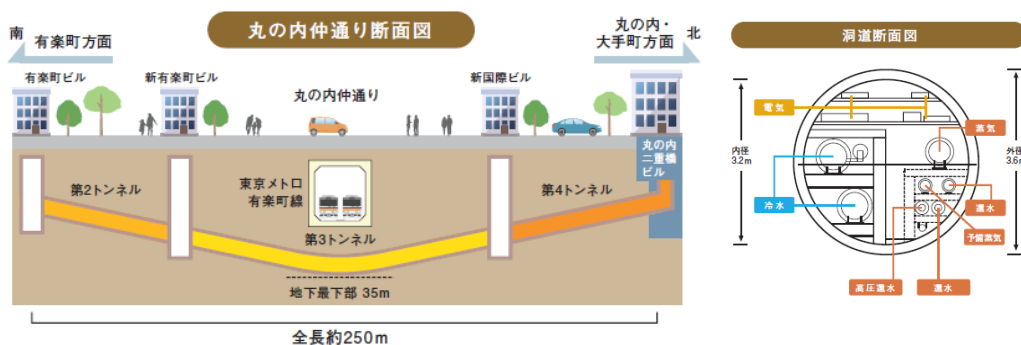 丸の内仲通り断面図
南
有楽町方面
丸の内・
大手町方面
北
有楽町ビル
新有楽町ビル
丸の内仲通り
新国際ビル
丸の内
二重橋
ビル
第2トンネル
東京メトロ
有楽町線
第3トンネル
第4トンネル
地下最下部 35m
全長約250m
洞道断面図
電気
蒸気
内径
3.2m
外径
3.6m
冷水
還水
予備蒸気
高圧還水
還水